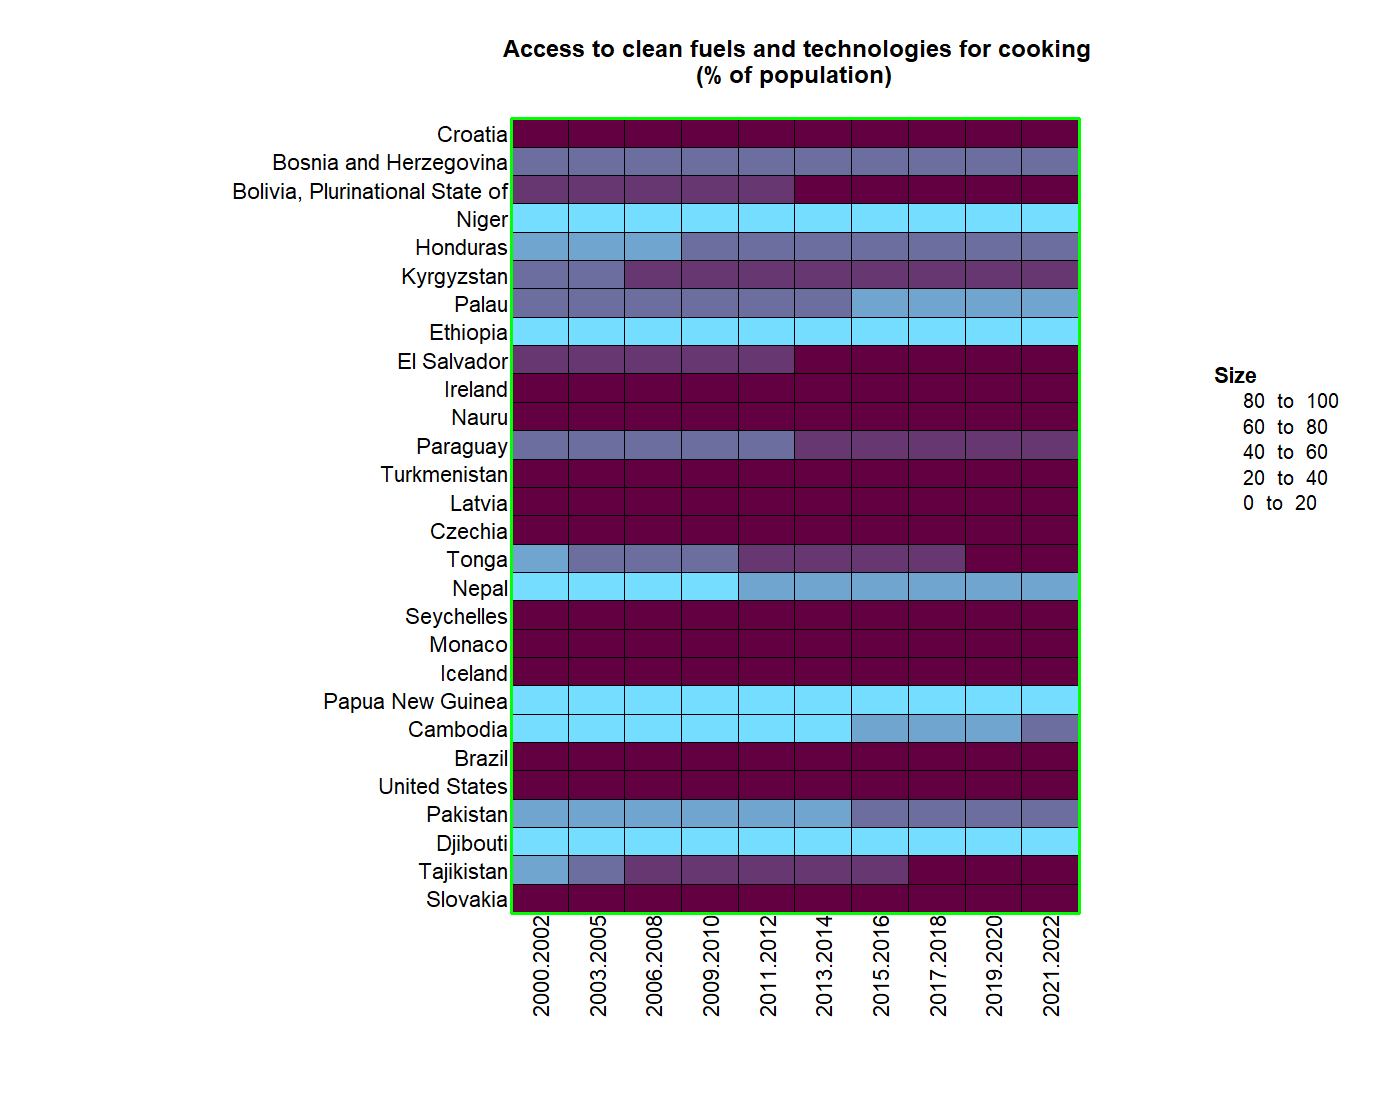 Access to clean fuels and technologies for cooking
(% of population)
Croatia
Bosnia and Herzegovina
Bolivia, Plurinational State of
Niger
Honduras
Kyrgyzstan
Palau
Ethiopia
El Salvador
Ireland
Nauru
Paraguay
Turkmenistan
Latvia
Czechia
Tonga
Nepal
Seychelles
Monaco
Iceland
Papua New Guinea
Cambodia
Brazil
United States
Pakistan
Djibouti
Tajikistan
Slovakia
2000.2002
2003.2005
2006.2008
2009.2010
2011.2012
2013.2014
2015.2016
2017.2018
2019.2020
2021.2022
Size
80 to 100
60 to 80
40 to 60
20 to 40
0 to 20